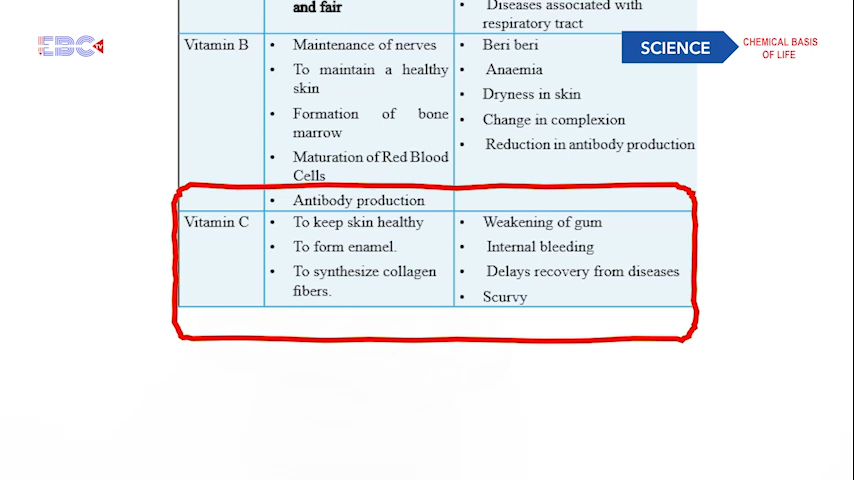 and fair
• Diseases associated with
respiratory tract
EBC TV
SCIENCE
CHEMICAL BASIS
OF LIFE
Vitamin B
• Maintenance of nerves
• To maintain a healthy
skin
• Formation of bone
marrow
• Maturation of Red Blood
Cells
• Antibody production
• Beri beri
• Anaemia
• Dryness in skin
• Change in complexion
• Reduction in antibody production
Vitamin C
• To keep skin healthy
• To form enamel.
• To synthesize collagen
fibers.
• Weakening of gum
• Internal bleeding
• Delays recovery from diseases
• Scurvy